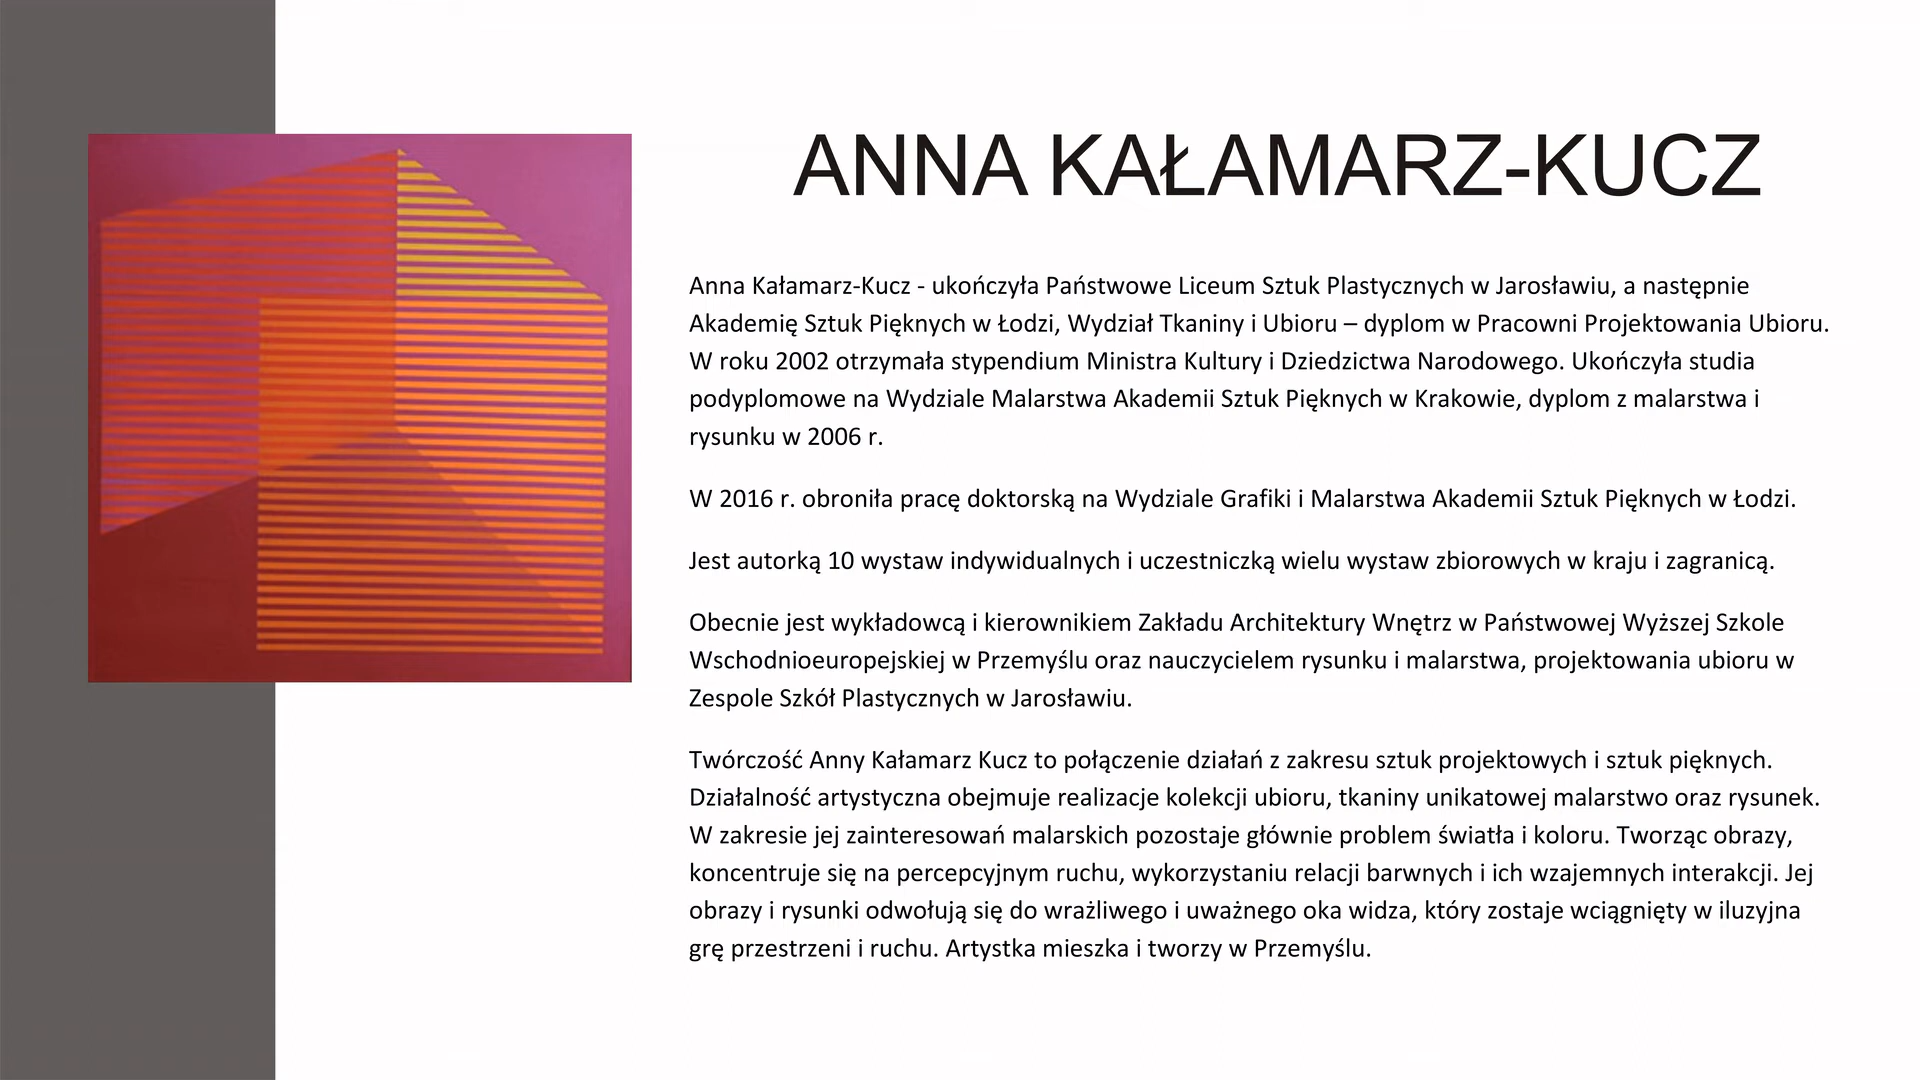 ANNA KAŁAMARZ-KUCZ
Anna Kałamarz-Kucz - ukończyła Państwowe Liceum Sztuk Plastycznych w Jarosławiu, a następnie
Akademię Sztuk Pięknych w Łodzi, Wydział Tkaniny i Ubioru – dyplom w Pracowni Projektowania Ubioru.
W roku 2002 otrzymała stypendium Ministra Kultury i Dziedzictwa Narodowego. Ukończyła studia
podyplomowe na Wydziale Malarstwa Akademii Sztuk Pięknych w Krakowie, dyplom z malarstwa i
rysunku w 2006 r.
W 2016 r. obroniła pracę doktorską na Wydziale Grafiki i Malarstwa Akademii Sztuk Pięknych w Łodzi.
Jest autorką 10 wystaw indywidualnych i uczestniczką wielu wystaw zbiorowych w kraju i zagranicą.
Obecnie jest wykładowcą i kierownikiem Zakładu Architektury Wnętrz w Państwowej Wyższej Szkole
Wschodnioeuropejskiej w Przemyślu oraz nauczycielem rysunku i malarstwa, projektowania ubioru w
Zespole Szkół Plastycznych w Jarosławiu.
Twórczość Anny Kałamarz Kucz to połączenie działań z zakresu sztuk projektowych i sztuk pięknych.
Działalność artystyczna obejmuje realizacje kolekcji ubioru, tkaniny unikatowej malarstwo oraz rysunek.
W zakresie jej zainteresowań malarskich pozostaje głównie problem światła i koloru. Tworząc obrazy,
koncentruje się na percepcyjnym ruchu, wykorzystaniu relacji barwnych i ich wzajemnych interakcji. Jej
obrazy i rysunki odwołują się do wrażliwego i uważnego oka widza, który zostaje wciągnięty w iluzyjna
grę przestrzeni i ruchu. Artystka mieszka i tworzy w Przemyślu.